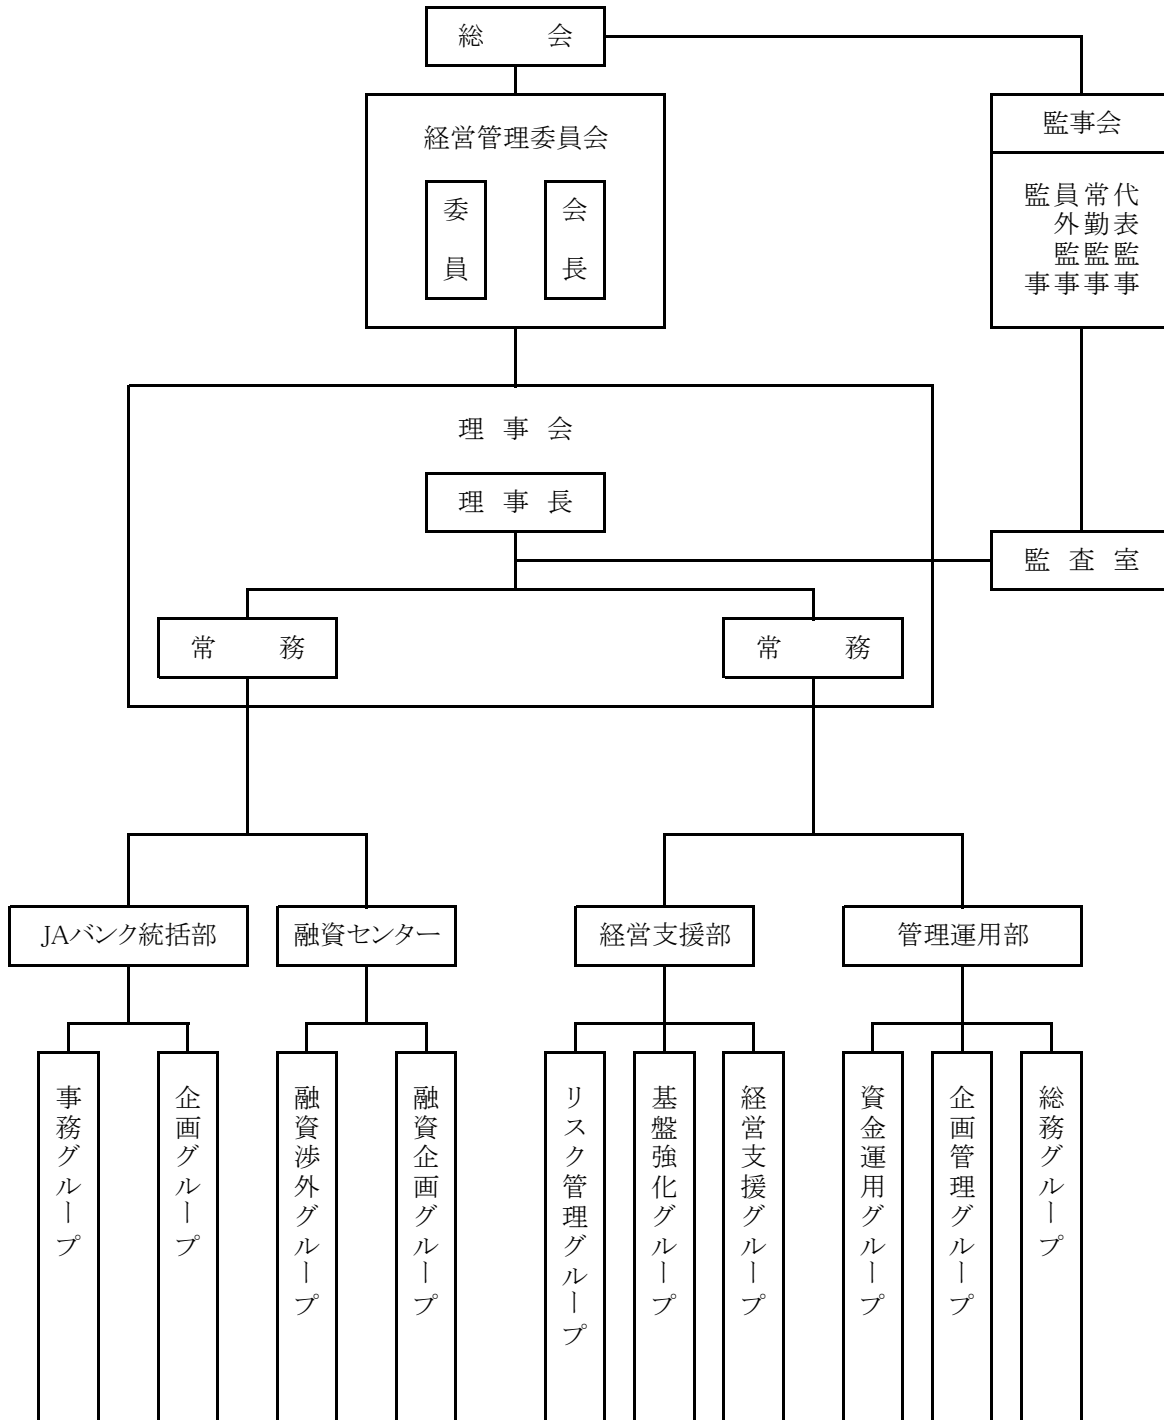 総 会
経営管理委員会
会長
委員
監事会
代表監事
常勤監事
員外監事
監事
理 事 会
理 事 長
監 査 室
常 務
常 務
JAバンク統括部
融資センター
経営支援部
管理運用部
総務グループ
企画管理グループ
資金運用グループ
経営支援グループ
基盤強化グループ
リスク管理グループ
融資企画グループ
融資渉外グループ
企画グループ
事務グループ